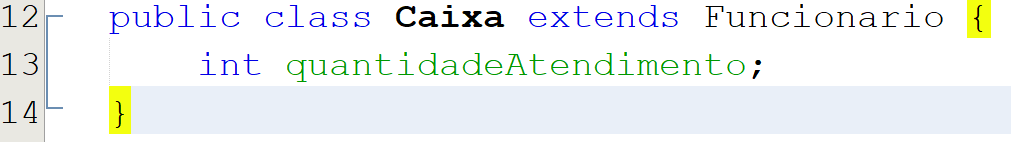 12 public class Caixa extends Funcionario {
13 int quantidadeAtendimento;
14 }